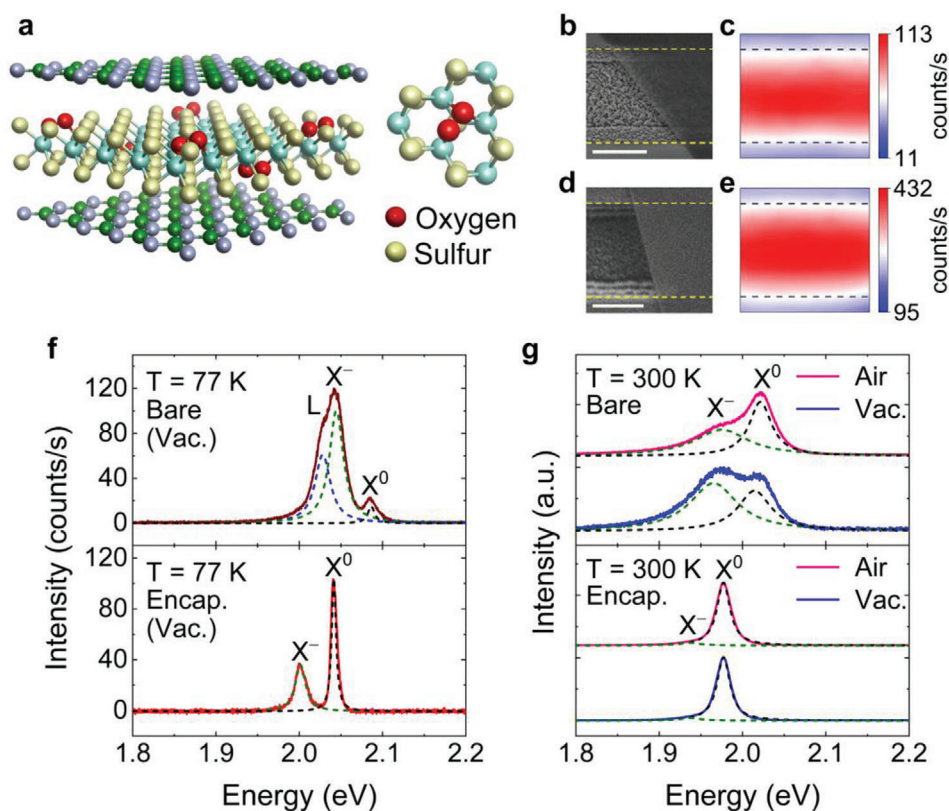 a
Oxygen
Sulfur
b
c
113
counts/s
11
d
e
432
counts/s
95
f
T = 77 K
Bare
(Vac.)
L
X⁻
X⁰
120
80
40
0
T = 77 K
Encap.
(Vac.)
X⁻
X⁰
120
80
40
0
Intensity (counts/s)
1.8 1.9 2.0 2.1 2.2
Energy (eV)
g
T = 300 K
Bare
X⁻
X⁰
Air
Vac.
T = 300 K
Encap.
X⁻
X⁰
Air
Vac.
Intensity (a.u.)
1.8 1.9 2.0 2.1 2.2
Energy (eV)